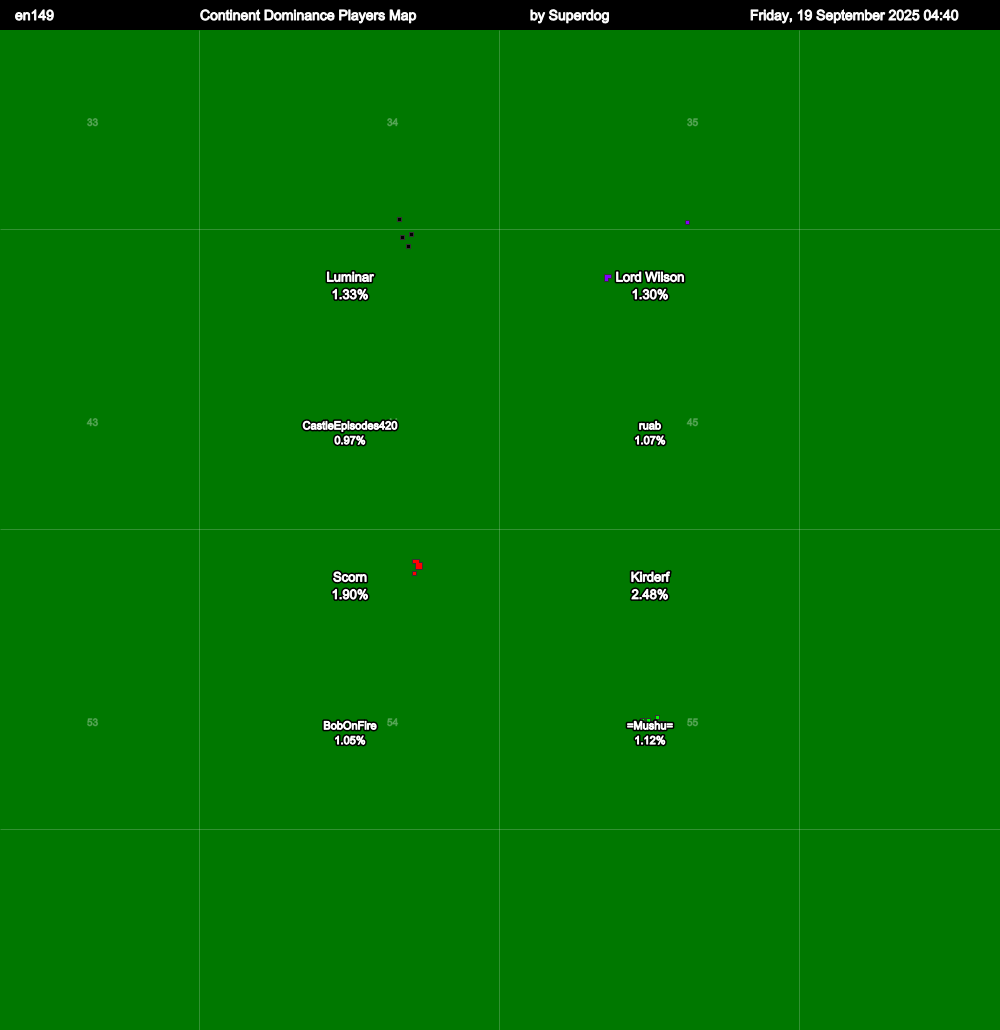 en149 Continent Dominance Players Map by Superdog Friday, 19 September 2025 04:40
33 34 35
Luminar Lord Wilson
1.33% 1.30%
43 45
CastleEpisodes420 ruab
0.97% 1.07%
Scorn Kirderf
1.90% 2.48%
53 54 55
BobOnFire =Mushu=
1.05% 1.12%